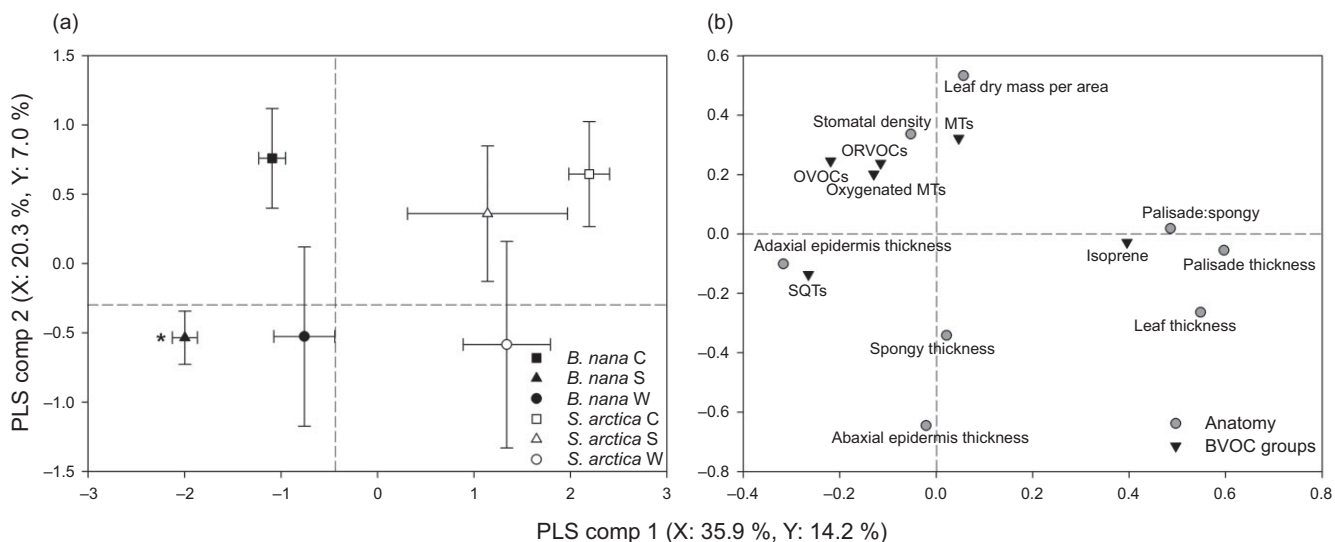 (a)
PLS comp 2 (X: 20.3 %, Y: 7.0 %)
1.5
1.0
0.5
0.0
–0.5
–1.0
–1.5
*
B. nana C
B. nana S
B. nana W
S. arctica C
S. arctica S
S. arctica W
–3
–2
–1
0
1
2
3
(b)
0.6
0.4
0.2
0.0
–0.2
–0.4
–0.6
–0.8
Leaf dry mass per area
Stomatal density
MTs
ORVOCs
OVOCs
Oxygenated MTs
Palisade:spongy
Adaxial epidermis thickness
Isoprene
Palisade thickness
SQTs
Leaf thickness
Spongy thickness
Abaxial epidermis thickness
Anatomy
BVOC groups
–0.4
–0.2
0.0
0.2
0.4
0.6
0.8
PLS comp 1 (X: 35.9 %, Y: 14.2 %)